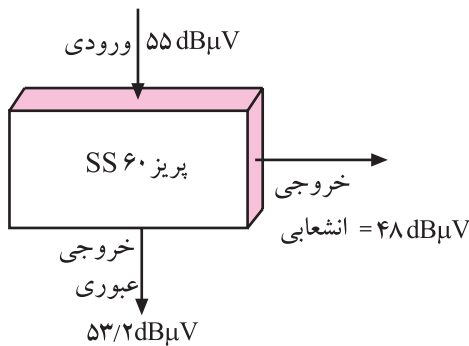 ورودی ۵۵ dBµV
پریز SS ۶۰
خروجی
انشعابی = ۴۸ dBµV
خروجی
عبوری
۵۳/۲dBµV